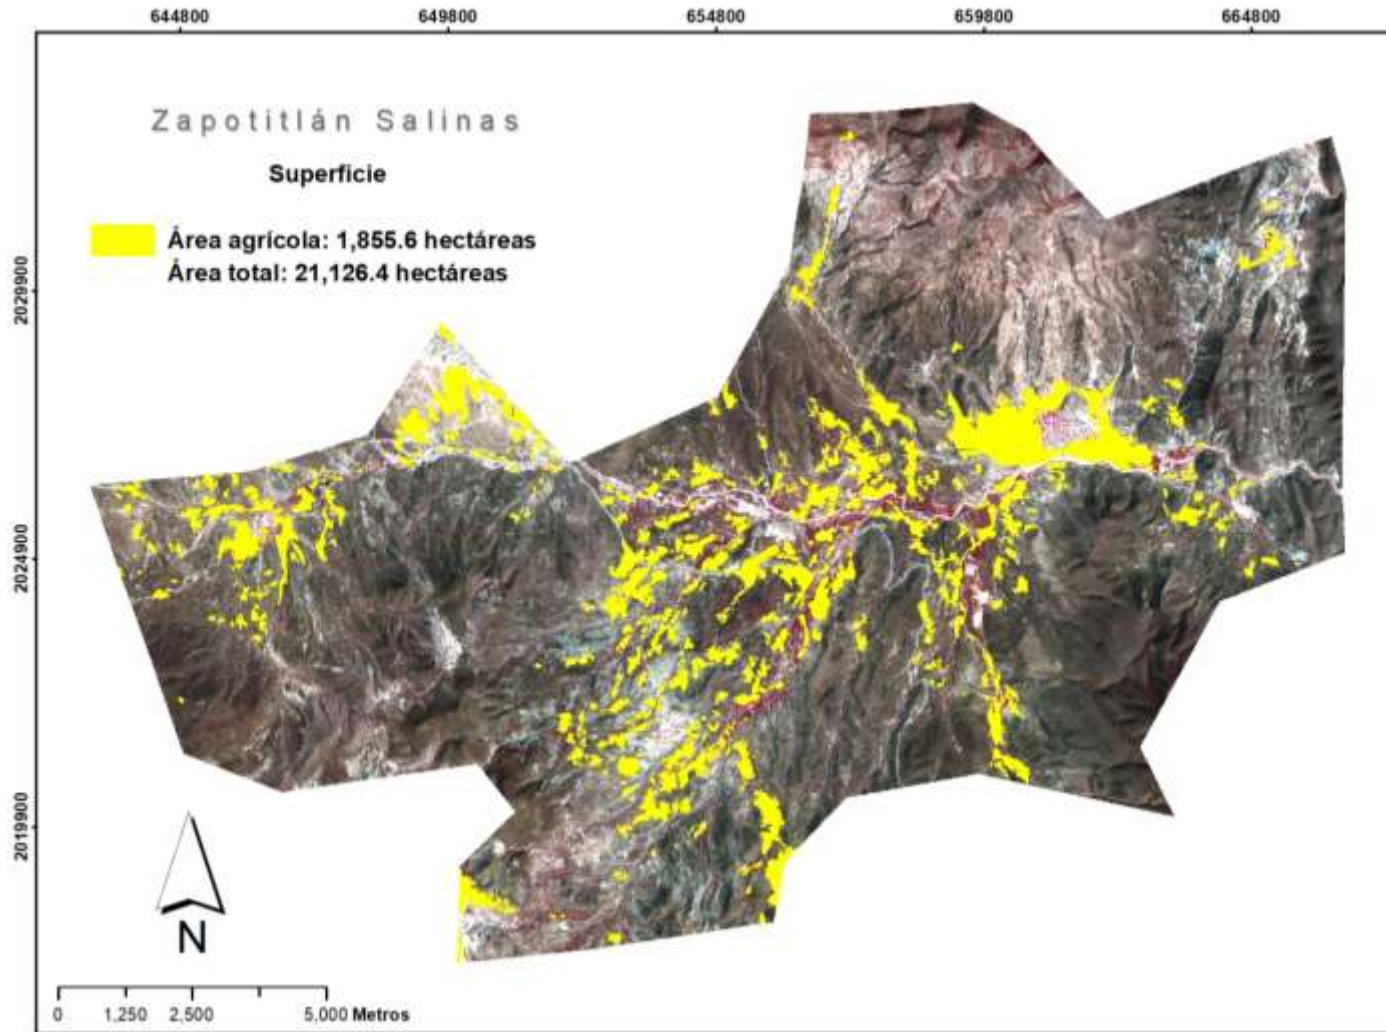 644800 649800 654800 659800 664800
Zapotitlán Salinas
Superficie
Área agrícola: 1,855.6 hectáreas
Área total: 21,126.4 hectáreas
2029900
2024900
2019900
N
0 1,250 2,500 5,000 Metros